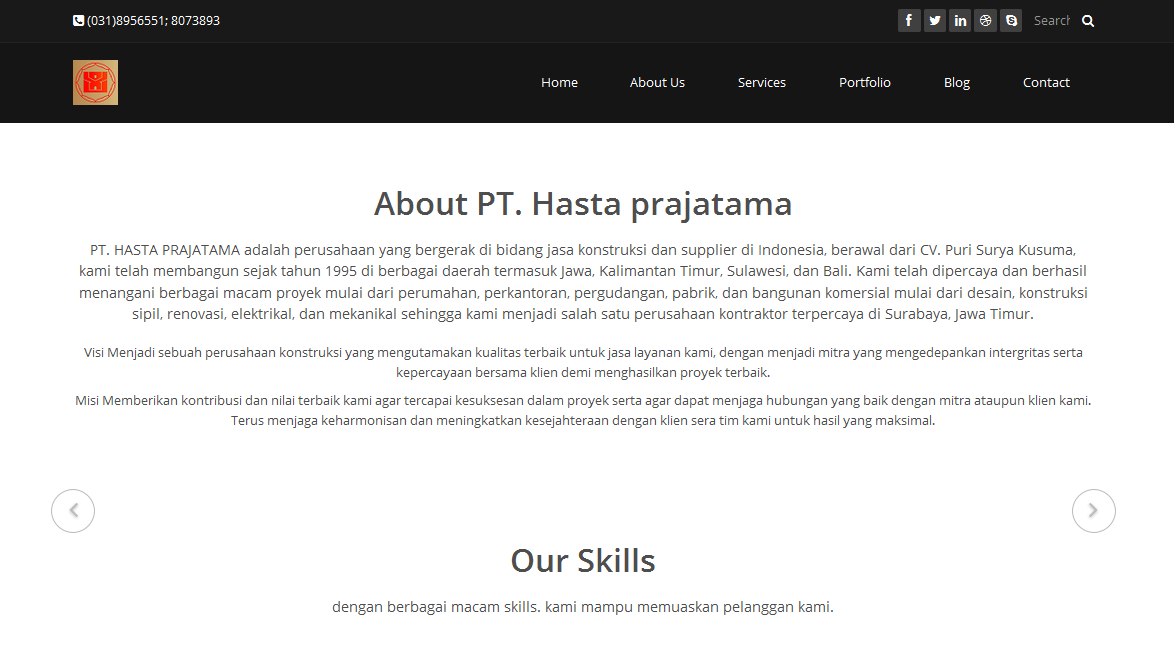 (031)8956551; 8073893
Search
Home About Us Services Portfolio Blog Contact
About PT. Hasta prajatama
PT. HASTA PRAJATAMA adalah perusahaan yang bergerak di bidang jasa konstruksi dan supplier di Indonesia, berawal dari CV. Puri Surya Kusuma,
kami telah membangun sejak tahun 1995 di berbagai daerah termasuk Jawa, Kalimantan Timur, Sulawesi, dan Bali. Kami telah dipercaya dan berhasil
menangani berbagai macam proyek mulai dari perumahan, perkantoran, pergudangan, pabrik, dan bangunan komersial mulai dari desain, konstruksi
sipil, renovasi, elektrikal, dan mekanikal sehingga kami menjadi salah satu perusahaan kontraktor terpercaya di Surabaya, Jawa Timur.
Visi Menjadi sebuah perusahaan konstruksi yang mengutamakan kualitas terbaik untuk jasa layanan kami, dengan menjadi mitra yang mengedepankan intergritas serta
kepercayaan bersama klien demi menghasilkan proyek terbaik.
Misi Memberikan kontribusi dan nilai terbaik kami agar tercapai kesuksesan dalam proyek serta agar dapat menjaga hubungan yang baik dengan mitra ataupun klien kami.
Terus menjaga keharmonisan dan meningkatkan kesejahteraan dengan klien sera tim kami untuk hasil yang maksimal.
Our Skills
dengan berbagai macam skills. kami mampu memuaskan pelanggan kami.